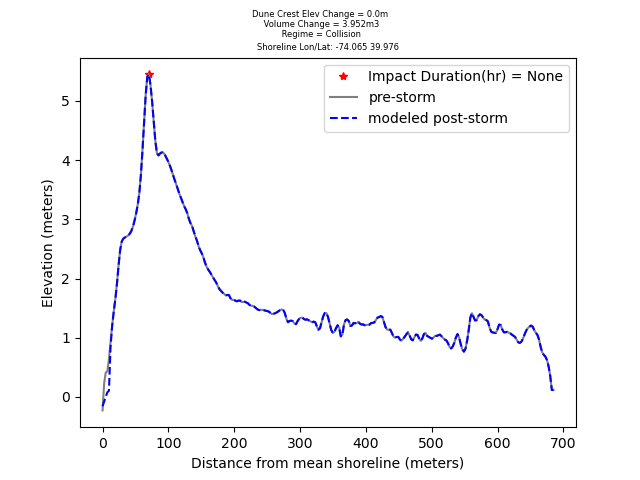 Dune Crest Elev Change = 0.0m
Volume Change = 3.952m3
Regime = Collision
Shoreline Lon/Lat: -74.065 39.976
Impact Duration(hr) = None
pre-storm
modeled post-storm
Elevation (meters)
5
4
3
2
1
0
0 100 200 300 400 500 600 700
Distance from mean shoreline (meters)